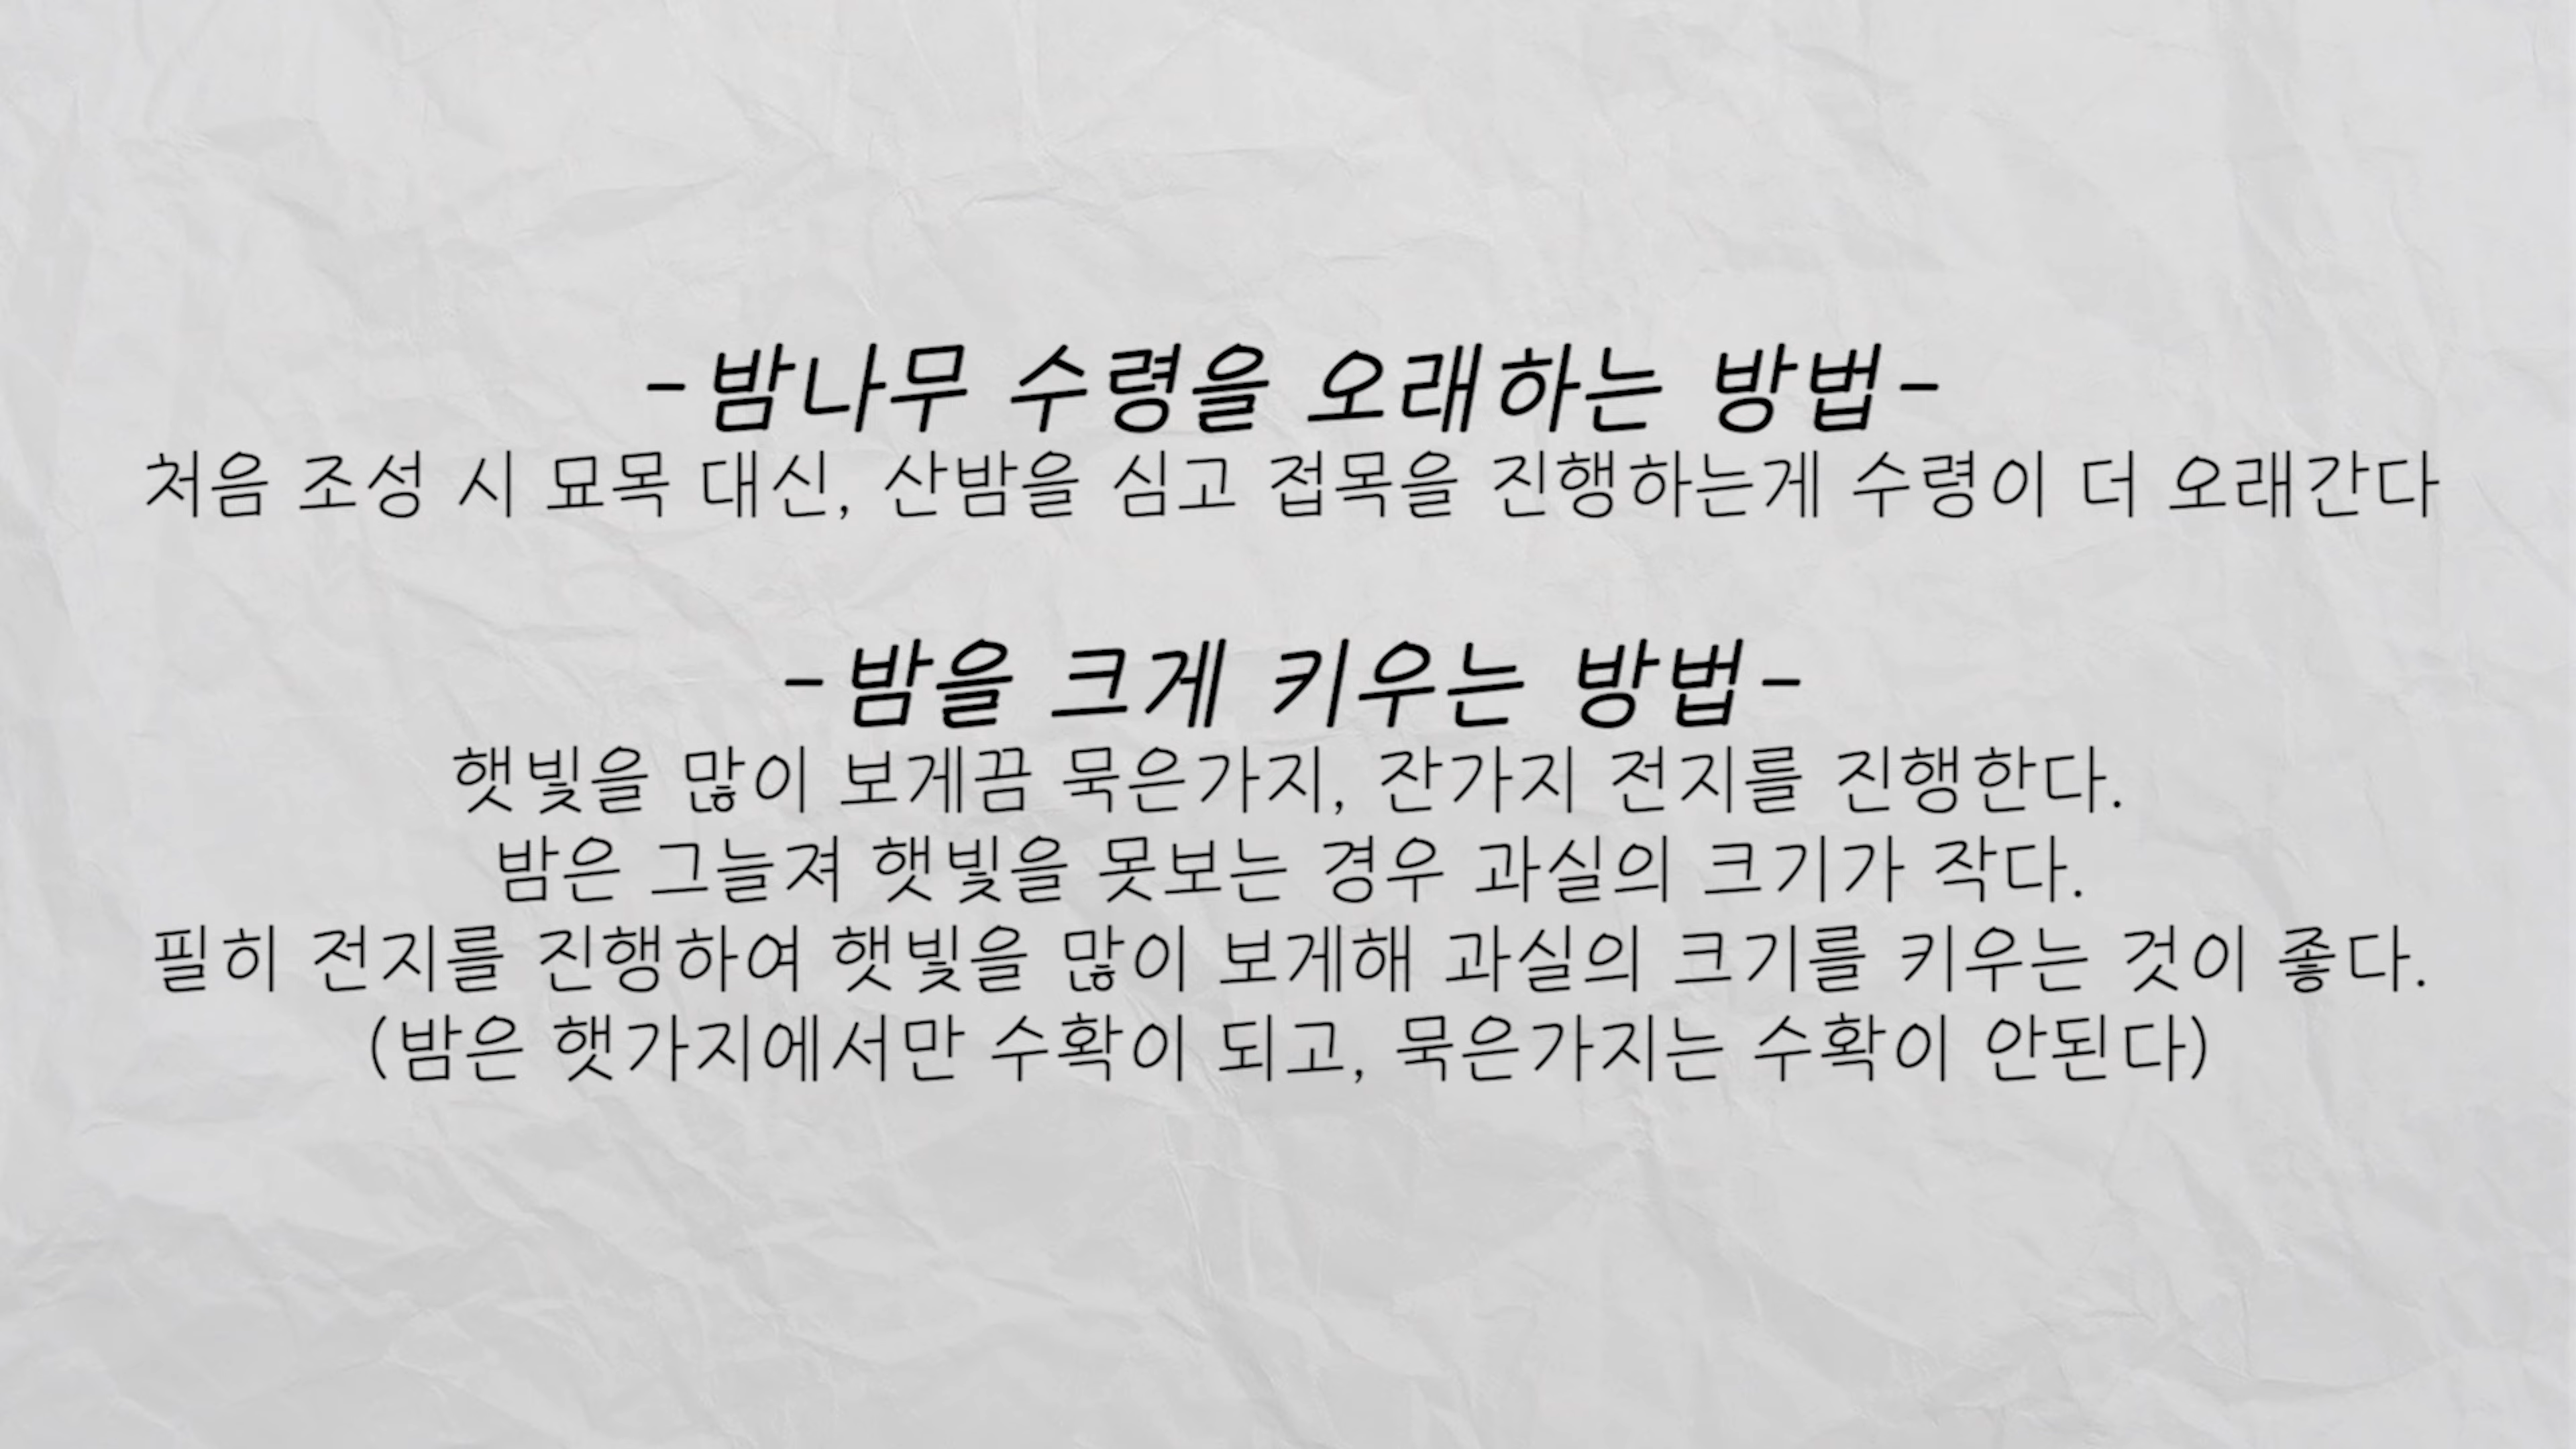 -밤나무 수령을 오래하는 방법-
처음 조성 시 묘목 대신, 산밤을 심고 접목을 진행하는게 수령이 더 오래간다
-밤을 크게 키우는 방법-
햇빛을 많이 보게끔 묵은가지, 잔가지 전지를 진행한다.
밤은 그늘져 햇빛을 못보는 경우 과실의 크기가 작다.
필히 전지를 진행하여 햇빛을 많이 보게해 과실의 크기를 키우는 것이 좋다.
(밤은 햇가지에서만 수확이 되고, 묵은가지는 수확이 안된다)